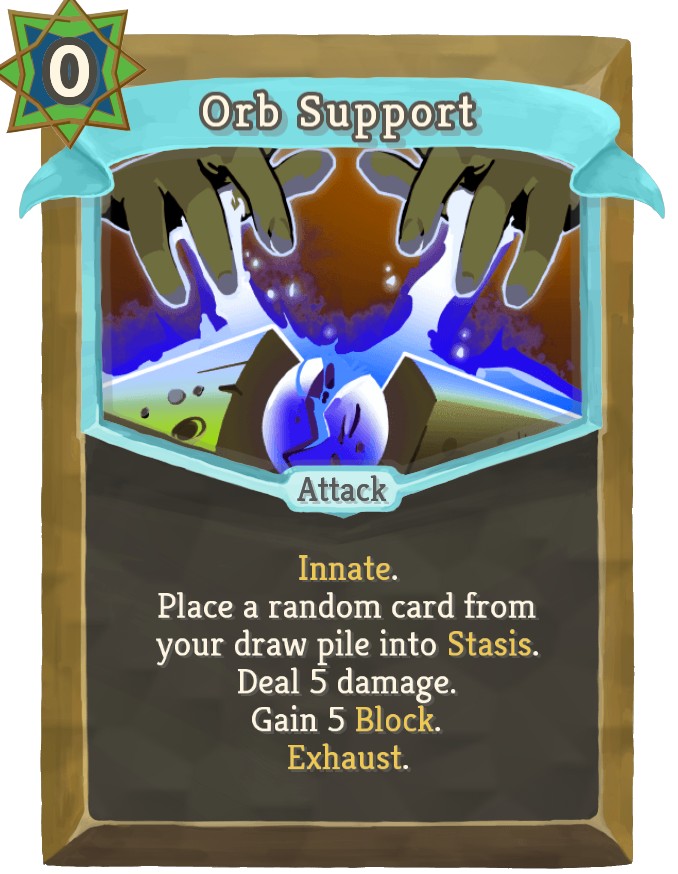 0
Orb Support
Attack
Innate.
Place a random card from
your draw pile into Stasis.
Deal 5 damage.
Gain 5 Block.
Exhaust.